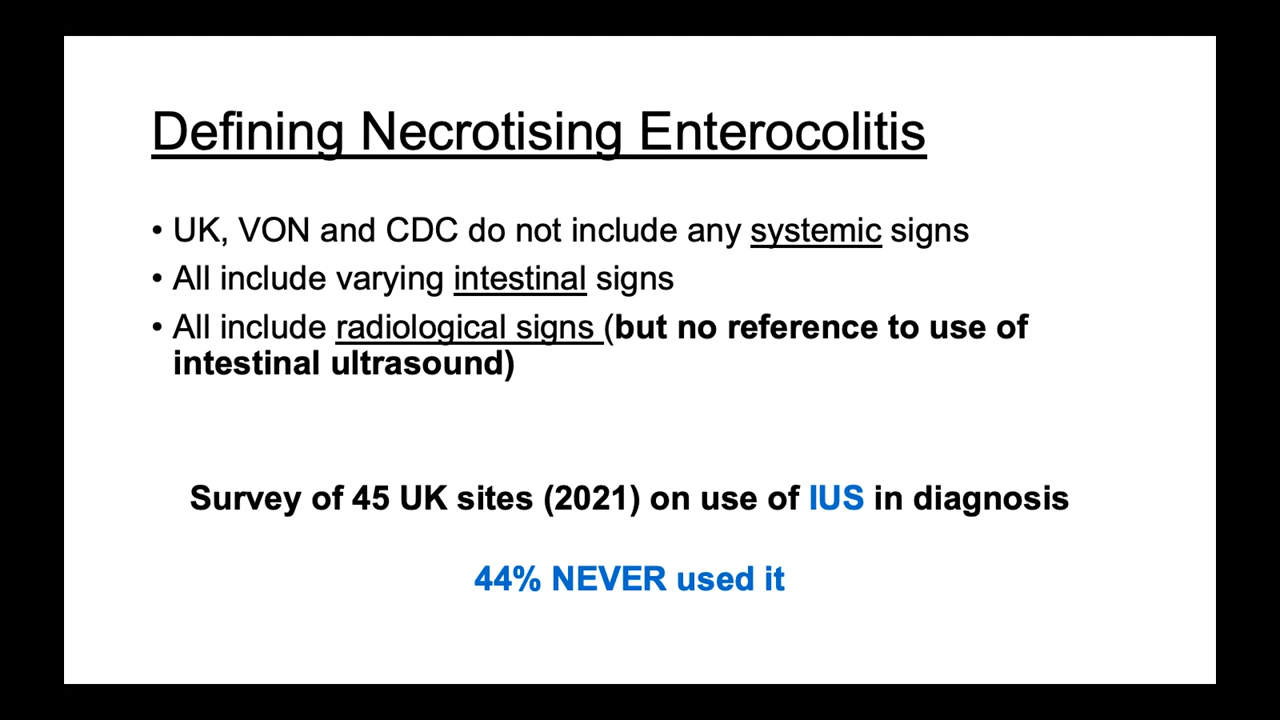 Defining Necrotising Enterocolitis
• UK, VON and CDC do not include any systemic signs
• All include varying intestinal signs
• All include radiological signs (but no reference to use of
intestinal ultrasound)
Survey of 45 UK sites (2021) on use of IUS in diagnosis
44% NEVER used it